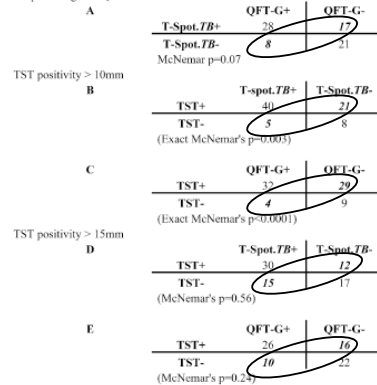 A QFT-G+ QFT-G-
T-Spot.TB+ 28 17
T-Spot.TB- 8 21
McNemar p=0.07
TST positivity > 10mm
B T-spot.TB+ T-Spot.TB-
TST+ 40 21
TST- 5 8
(Exact McNemar's p=0.003)
C QFT-G+ QFT-G-
TST+ 32 29
TST- 4 9
(Exact McNemar's p<0.0001)
TST positivity > 15mm
D T-Spot.TB+ T-Spot.TB-
TST+ 30 12
TST- 15 17
(McNemar's p=0.56)
E QFT-G+ QFT-G-
TST+ 26 16
TST- 10 22
(McNemar's p=0.24)